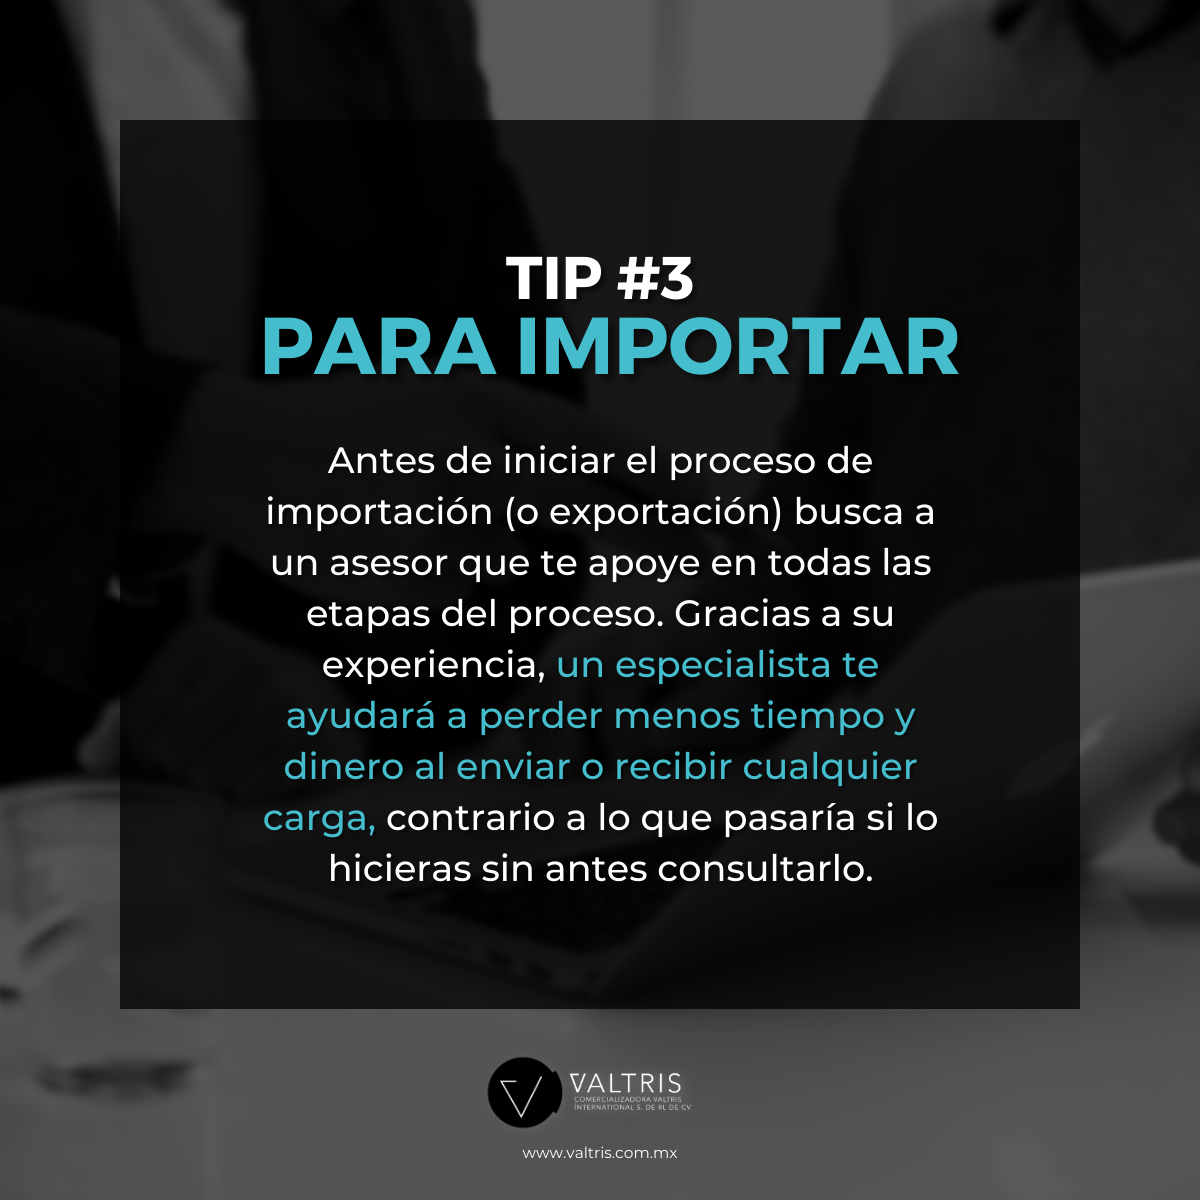 TIP #3
PARA IMPORTAR
Antes de iniciar el proceso de
importación (o exportación) busca a
un asesor que te apoye en todas las
etapas del proceso. Gracias a su
experiencia, un especialista te
ayudará a perder menos tiempo y
dinero al enviar o recibir cualquier
carga, contrario a lo que pasaría si lo
hicieras sin antes consultarlo.
VALTRIS
COMERCIALIZADORA VALTRIS
INTERNATIONAL S. DE RL DE CV
www.valtris.com.mx